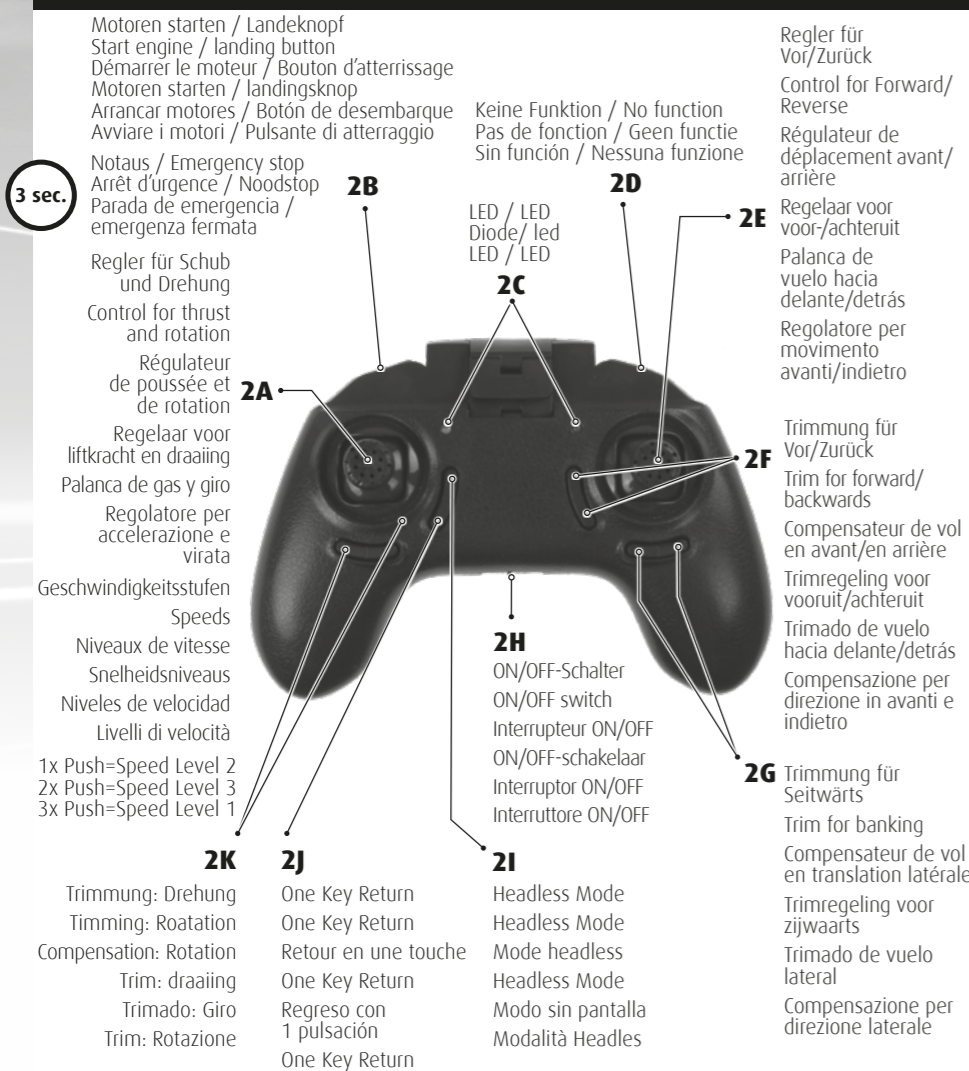 Motoren starten / Landeknopf
Start engine / landing button
Démarrer le moteur / Bouton d'atterrissage
Motoren starten / landingsknop
Arrancar motores / Botón de desembarque
Avviare i motori / Pulsante di atterraggio
3 sec.
Notaus / Emergency stop
Arrêt d'urgence / Noodstop
Parada de emergencia /
emergenza fermata
2B
Keine Funktion / No function
Pas de fonction / Geen functie
Sin función / Nessuna funzione
2D
LED / LED
Diode/ led
LED / LED
2C
Regler für
Vor/Zurück
Control for Forward/
Reverse
Régulateur de
déplacement avant/
arrière
2E
Regelaar voor
voor-/achteruit
Palanca de
vuelo hacia
delante/detrás
Regolatore per
movimento
avanti/indietro
Regler für Schub
und Drehung
Control for thrust
and rotation
Régulateur
de poussée et
de rotation
2A
Regelaar voor
liftkracht en draaiing
Palanca de gas y giro
Regolatore per
accelerazione e
virata
Trimmung für
Vor/Zurück
2F
Trim for forward/
backwards
Compensateur de vol
en avant/en arrière
Trimregeling voor
vooruit/achteruit
Trimado de vuelo
hacia delante/detrás
Compensazione per
direzione in avanti e
indietro
Geschwindigkeitsstufen
Speeds
Niveaux de vitesse
Snelheidsniveaus
Niveles de velocidad
Livelli di velocità
1x Push=Speed Level 2
2x Push=Speed Level 3
3x Push=Speed Level 1
2H
ON/OFF-Schalter
ON/OFF switch
Interrupteur ON/OFF
ON/OFF-schakelaar
Interruptor ON/OFF
Interruttore ON/OFF
2G
Trimmung für
Seitwärts
Trim for banking
Compensateur de vol
en translation latérale
Trimregeling voor
zijwaarts
Trimado de vuelo
lateral
Compensazione per
direzione laterale
2K
Trimmung: Drehung
Timming: Roatation
Compensation: Rotation
Trim: draaiing
Trimado: Giro
Trim: Rotazione
2J
One Key Return
One Key Return
Retour en une touche
One Key Return
Regreso con
1 pulsación
One Key Return
2I
Headless Mode
Headless Mode
Mode headless
Headless Mode
Modo sin pantalla
Modalità Headles